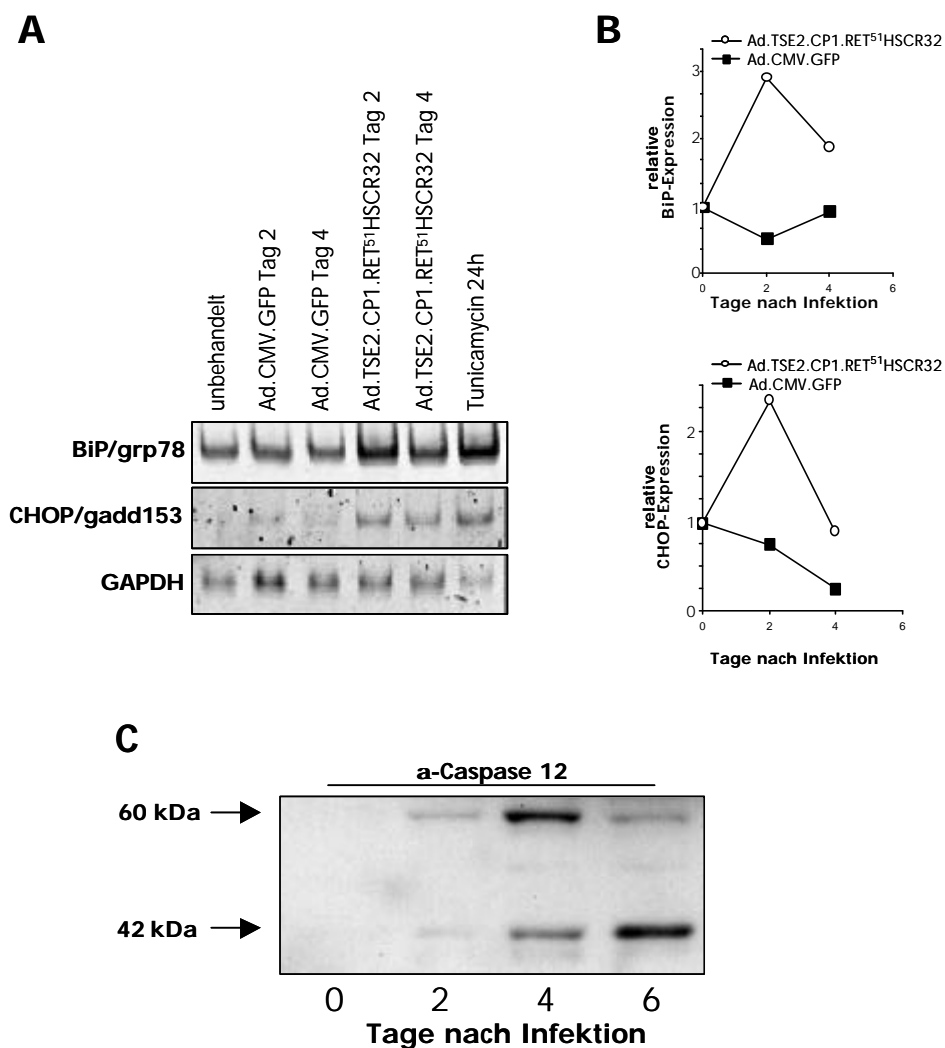 A
unbehandelt
Ad.CMV.GFP Tag 2
Ad.CMV.GFP Tag 4
Ad.TSE2.CP1.RET51HSCR32 Tag 2
Ad.TSE2.CP1.RET51HSCR32 Tag 4
Tunicamycin 24h
BiP/grp78
CHOP/gadd153
GAPDH
B
Ad.TSE2.CP1.RET51HSCR32
Ad.CMV.GFP
3
2
1
0
relative
BiP-Expression
0 2 4 6
Tage nach Infektion
Ad.TSE2.CP1.RET51HSCR32
Ad.CMV.GFP
2
1
0
relative
CHOP-Expression
0 2 4 6
Tage nach Infektion
C
a-Caspase 12
60 kDa
42 kDa
0 2 4 6
Tage nach Infektion